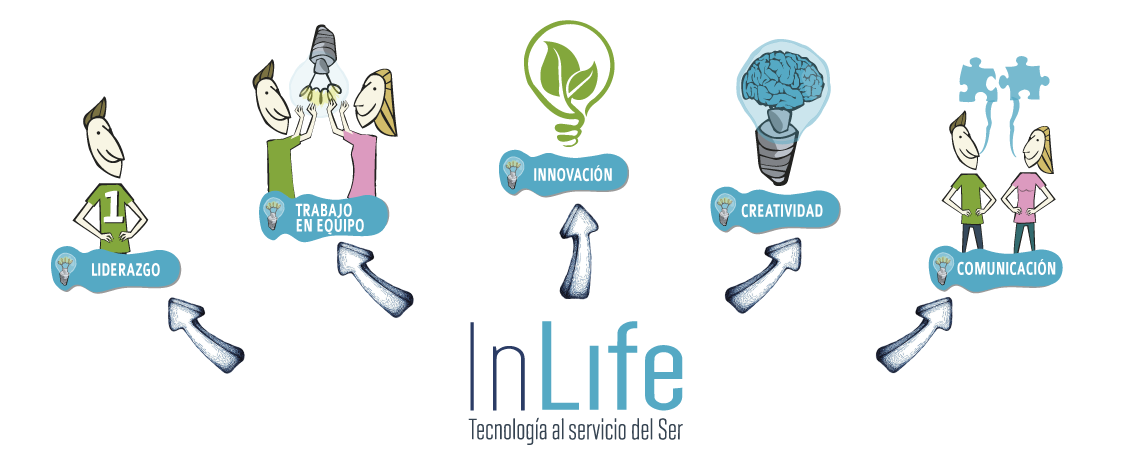 1
LIDERAZGO
TRABAJO
EN EQUIPO
INNOVACIÓN
CREATIVIDAD
COMUNICACIÓN
InLife
Tecnología al servicio del Ser